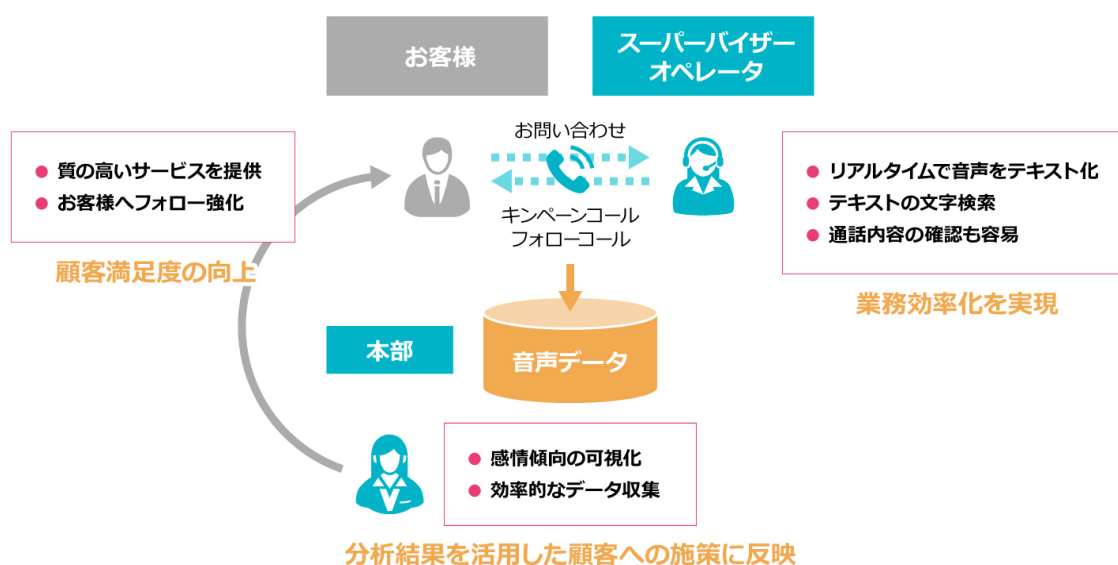 お客様
スーパーバイザー
オペレータ
質の高いサービスを提供
お客様へフォロー強化
顧客満足度の向上
お問い合わせ
キンペーンコール
フォローコール
リアルタイムで音声をテキスト化
テキストの文字検索
通話内容の確認も容易
業務効率化を実現
本部
音声データ
感情傾向の可視化
効率的なデータ収集
分析結果を活用した顧客への施策に反映